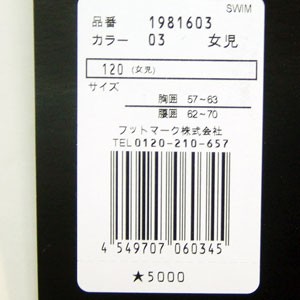 SWIM
品番 1981603
カラー 03 女児
120 (女児)
サイズ
胸囲 57~63
腰囲 62~70
フットマーク株式会社
TEL0120-210-657
4 549707 060345
★5000